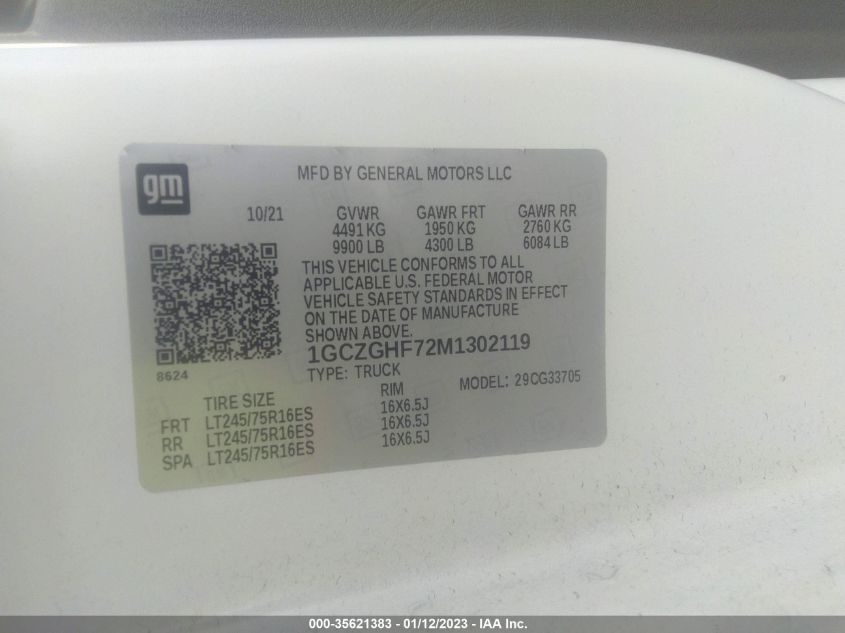 gm
MFD BY GENERAL MOTORS LLC
10/21 GVWR GAWR FRT GAWR RR
4491 KG 1950 KG 2760 KG
9900 LB 4300 LB 6084 LB
THIS VEHICLE CONFORMS TO ALL
APPLICABLE U.S. FEDERAL MOTOR
VEHICLE SAFETY STANDARDS IN EFFECT
ON THE DATE OF MANUFACTURE
SHOWN ABOVE.
8624
1GCZGHF72M1302119
TYPE: TRUCK MODEL: 29CG33705
TIRE SIZE RIM
FRT LT245/75R16ES 16X6.5J
RR LT245/75R16ES 16X6.5J
SPA LT245/75R16ES 16X6.5J
000-35621383 - 01/12/2023 - IAA Inc.